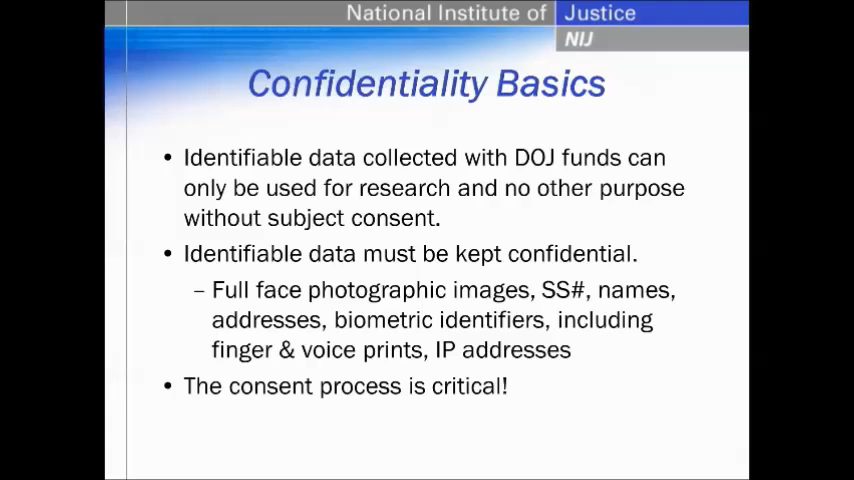 National Institute of Justice
NIJ
Confidentiality Basics
• Identifiable data collected with DOJ funds can
only be used for research and no other purpose
without subject consent.
• Identifiable data must be kept confidential.
– Full face photographic images, SS#, names,
addresses, biometric identifiers, including
finger & voice prints, IP addresses
• The consent process is critical!